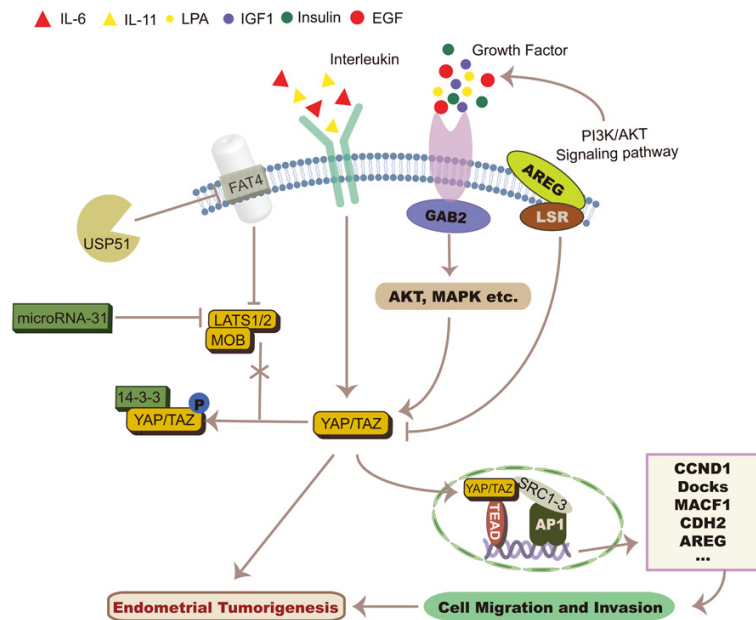 IL-6 IL-11 LPA IGF1 Insulin EGF
Interleukin
Growth Factor
PI3K/AKT
Signaling pathway
FAT4
AREG
LSR
GAB2
USP51
AKT, MAPK etc.
microRNA-31
LATS1/2
MOB
14-3-3
P
YAP/TAZ
YAP/TAZ
YAP/TAZ
SRC1-3
TEAD
AP1
CCND1
Docks
MACF1
CDH2
AREG
...
Endometrial Tumorigenesis
Cell Migration and Invasion